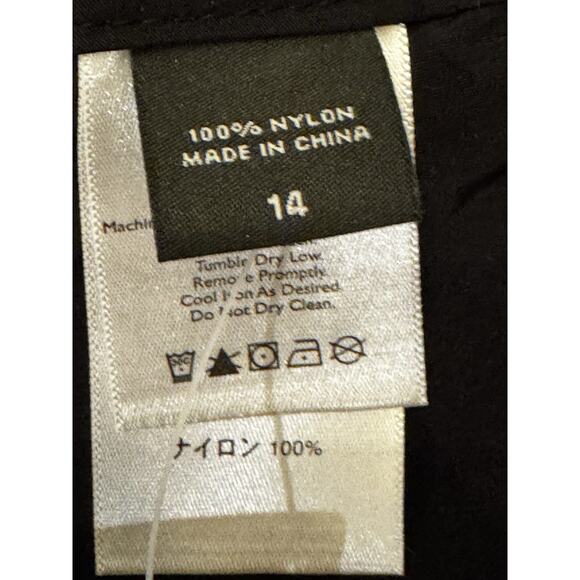 100% NYLON
MADE IN CHINA
14
Tumble Dry Low.
Remove Promptly.
Cool Iron As Desired.
Do Not Dry Clean.
ナイロン 100%